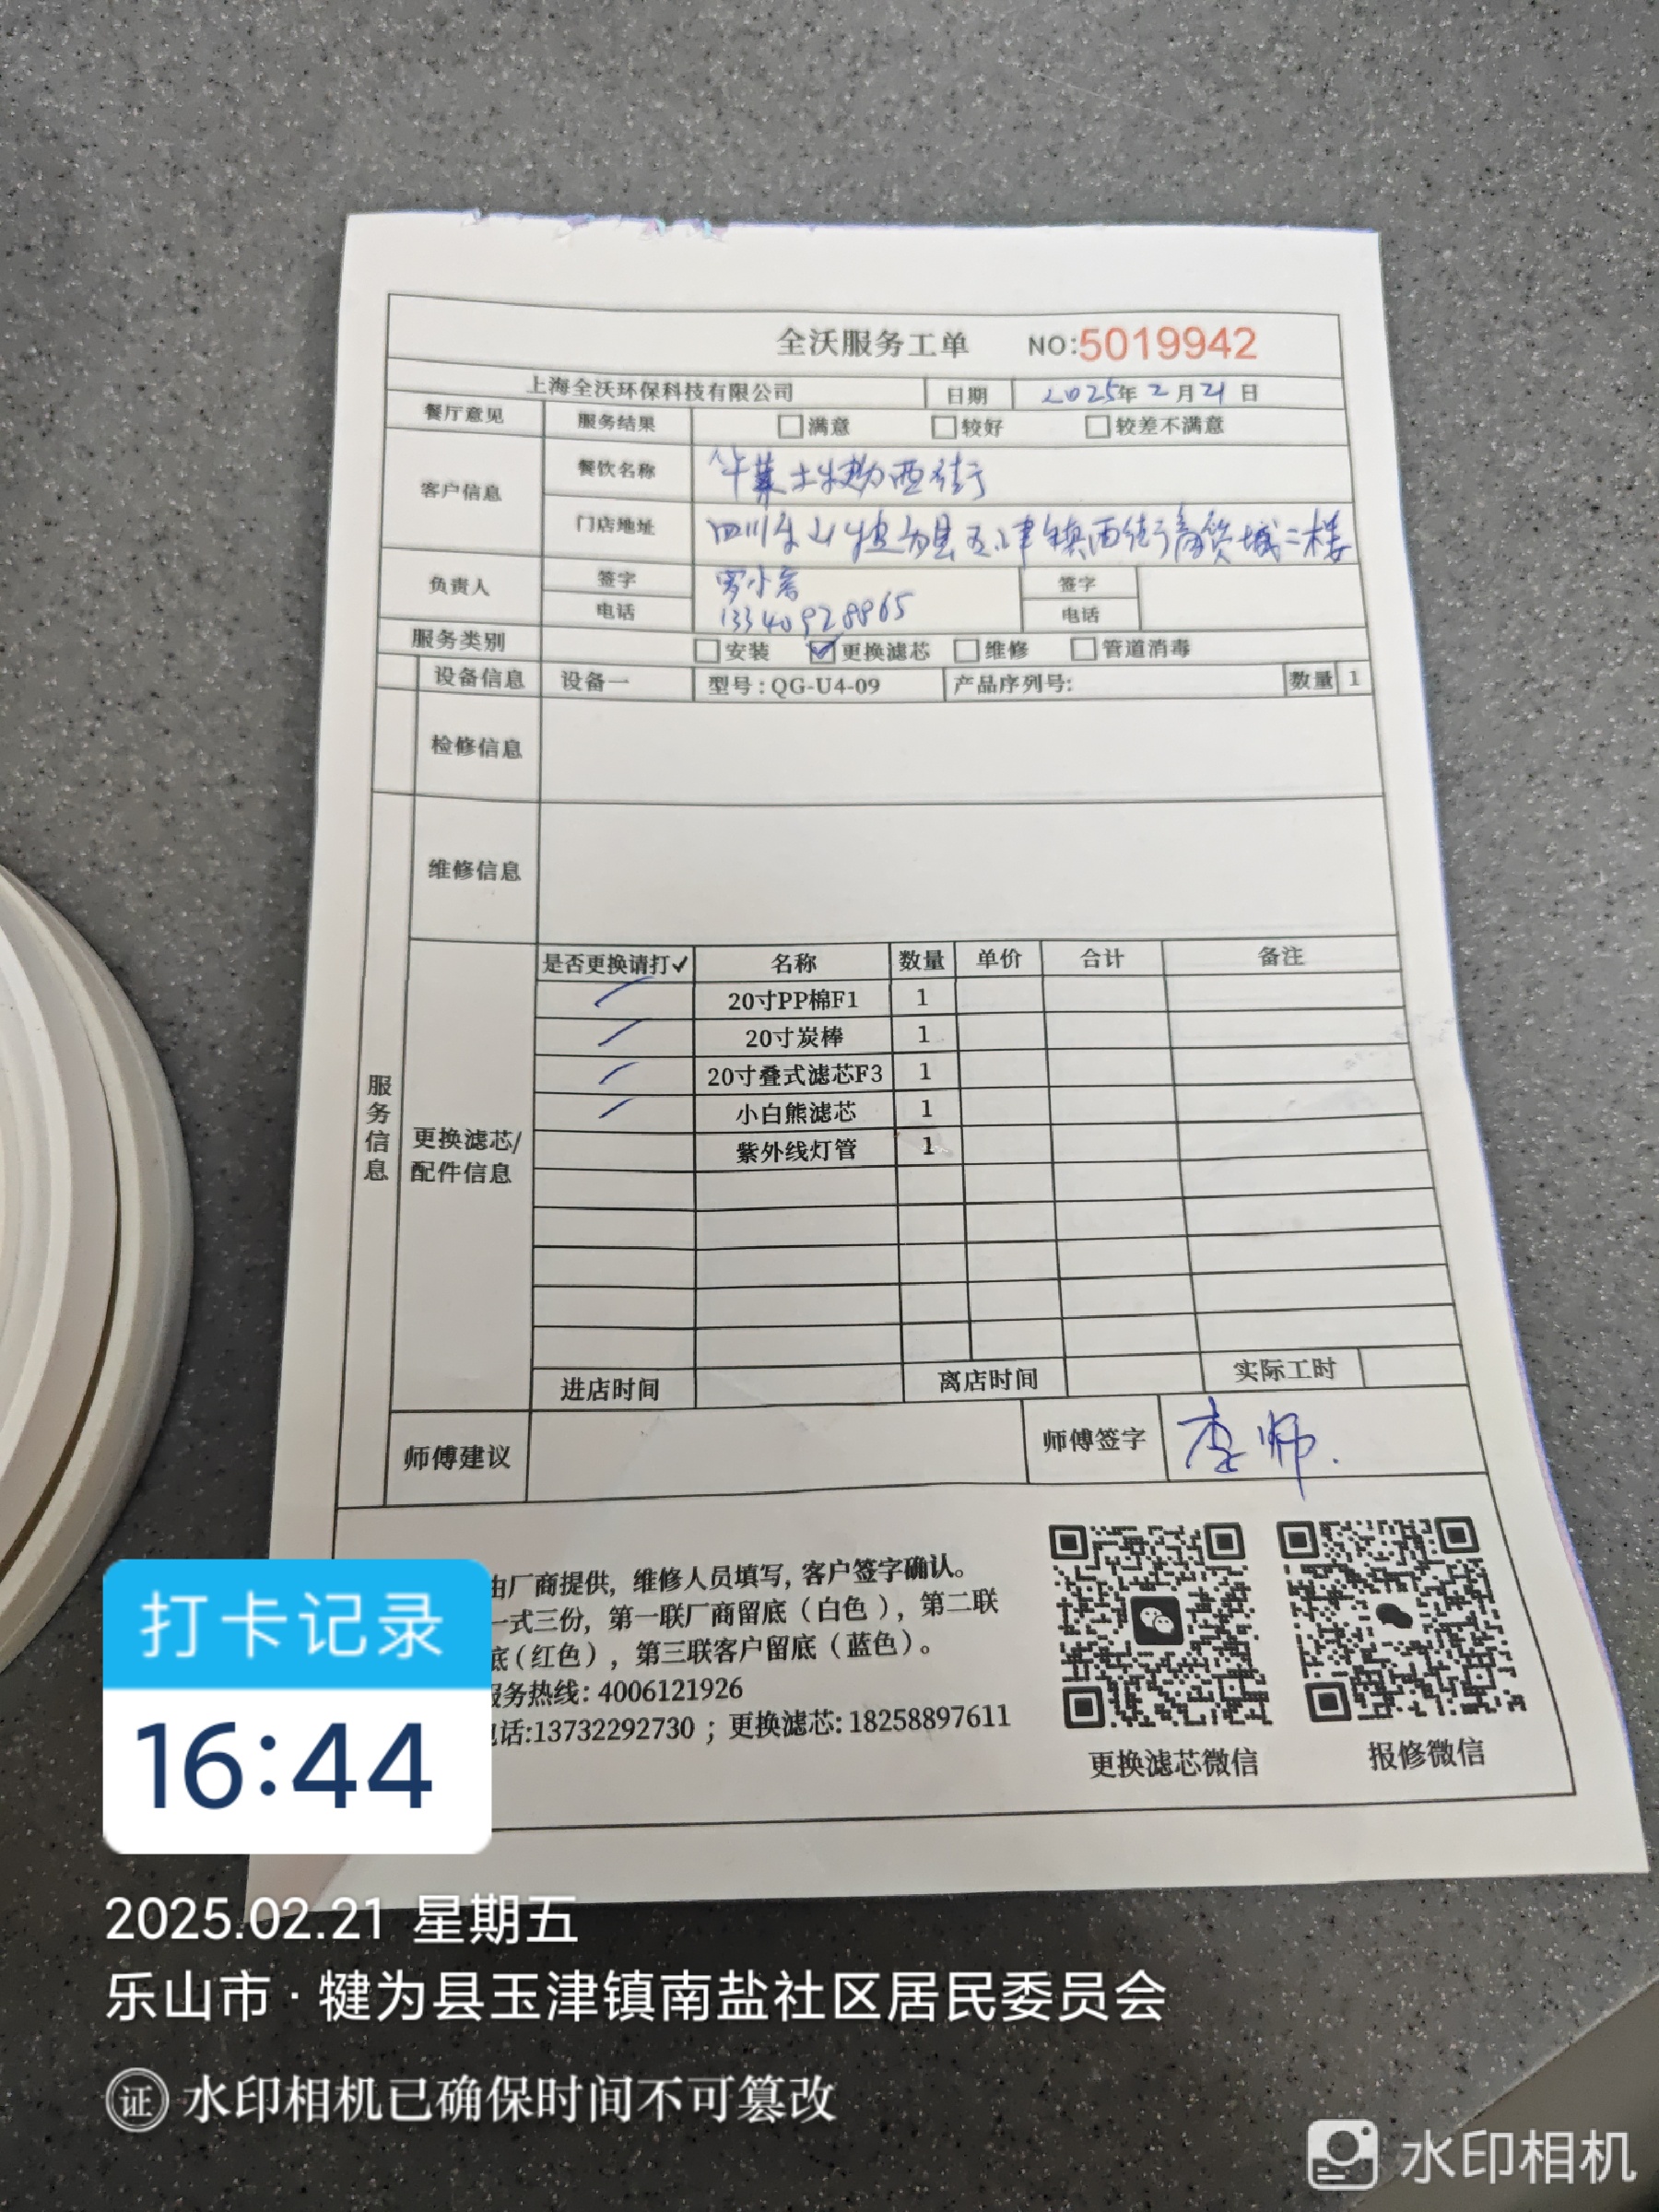 全沃服务工单 NO:5019942
上海全沃环保科技有限公司 日期 2025年2月21日
餐厅意见 服务结果 满意 较好 较差不满意
客户信息 餐饮名称 华莱士犍为西街
门店地址 四川乐山犍为县玉津镇西街商贸城二楼
负责人 签字 罗小 签字
电话 13340928865 电话
服务类别 安装 更换滤芯 维修 管道消毒
设备信息 设备一 型号:QG-U4-09 产品序列号: 数量 1
检修信息
维修信息
服务信息
更换滤芯/配件信息
是否更换请打✓ 名称 数量 单价 合计 备注
20寸PP棉F1 1
20寸炭棒 1
20寸叠式滤芯F3 1
小白熊滤芯 1
紫外线灯管 1
进店时间 离店时间 实际工时
师傅建议 师傅签字 李师.
由厂商提供,维修人员填写,客户签字确认。
一式三份,第一联厂商留底(白色),第二联
底(红色),第三联客户留底(蓝色)。
服务热线:4006121926
电话:13732292730;更换滤芯:18258897611
更换滤芯微信 报修微信
打卡记录
16:44
2025.02.21 星期五
乐山市·犍为县玉津镇南盐社区居民委员会
证 水印相机已确保时间不可篡改
水印相机